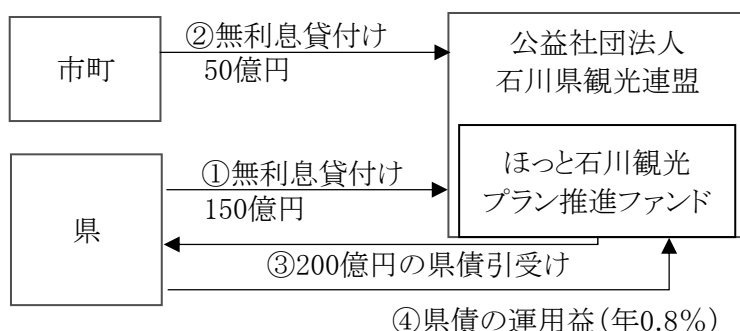 市町
②無利息貸付け
50億円
公益社団法人
石川県観光連盟
県
①無利息貸付け
150億円
ほっと石川観光
プラン推進ファンド
③200億円の県債引受け
④県債の運用益(年0.8%)